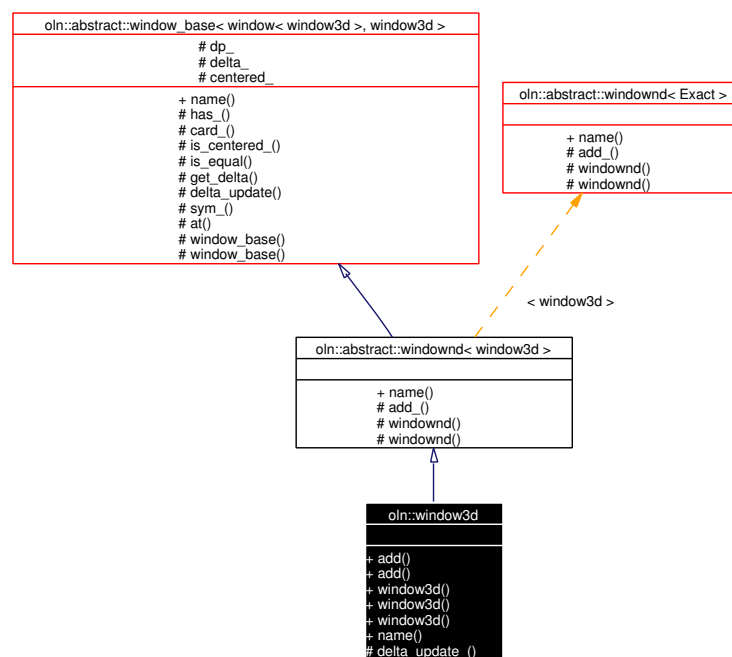 oln::abstract::window_base< window< window3d >, window3d >
# dp_
# delta_
# centered_
+ name()
# has_()
# card_()
# is_centered_()
# is_equal()
# get_delta()
# delta_update()
# sym_()
# at()
# window_base()
# window_base()
oln::abstract::windownd< Exact >
+ name()
# add_()
# windownd()
# windownd()
< window3d >
oln::abstract::windownd< window3d >
+ name()
# add_()
# windownd()
# windownd()
oln::window3d
+ add()
+ add()
+ window3d()
+ window3d()
+ window3d()
+ name()
# delta_update_()